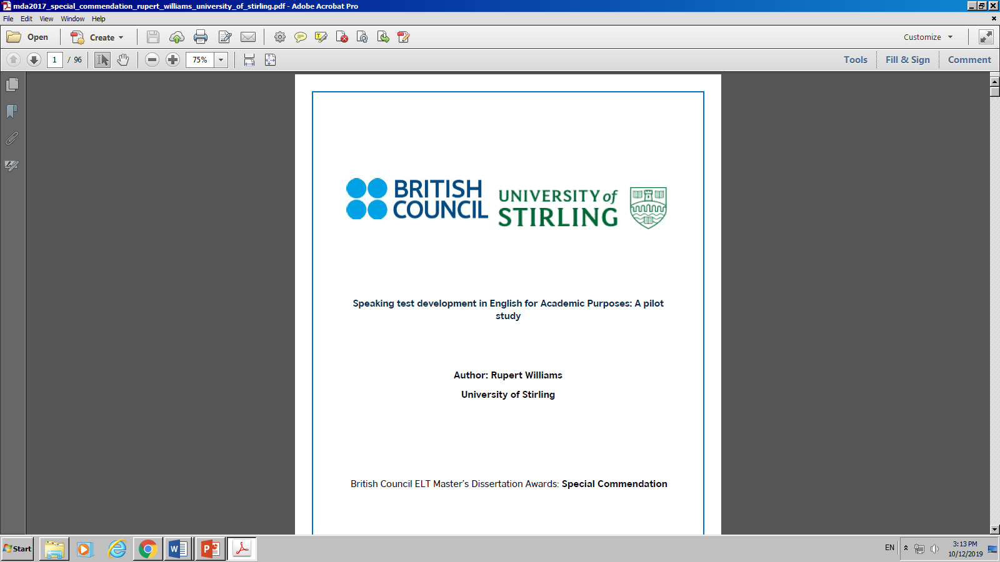 mda2017_special_commendation_rupert_williams_university_of_stirling.pdf - Adobe Acrobat Pro
File Edit View Window Help
Open Create Customize
1 / 96 75% Tools Fill & Sign Comment
BRITISH
COUNCIL
UNIVERSITY of
STIRLING
Speaking test development in English for Academic Purposes: A pilot
study
Author: Rupert Williams
University of Stirling
British Council ELT Master's Dissertation Awards: Special Commendation
Start EN 3:13 PM
10/12/2019